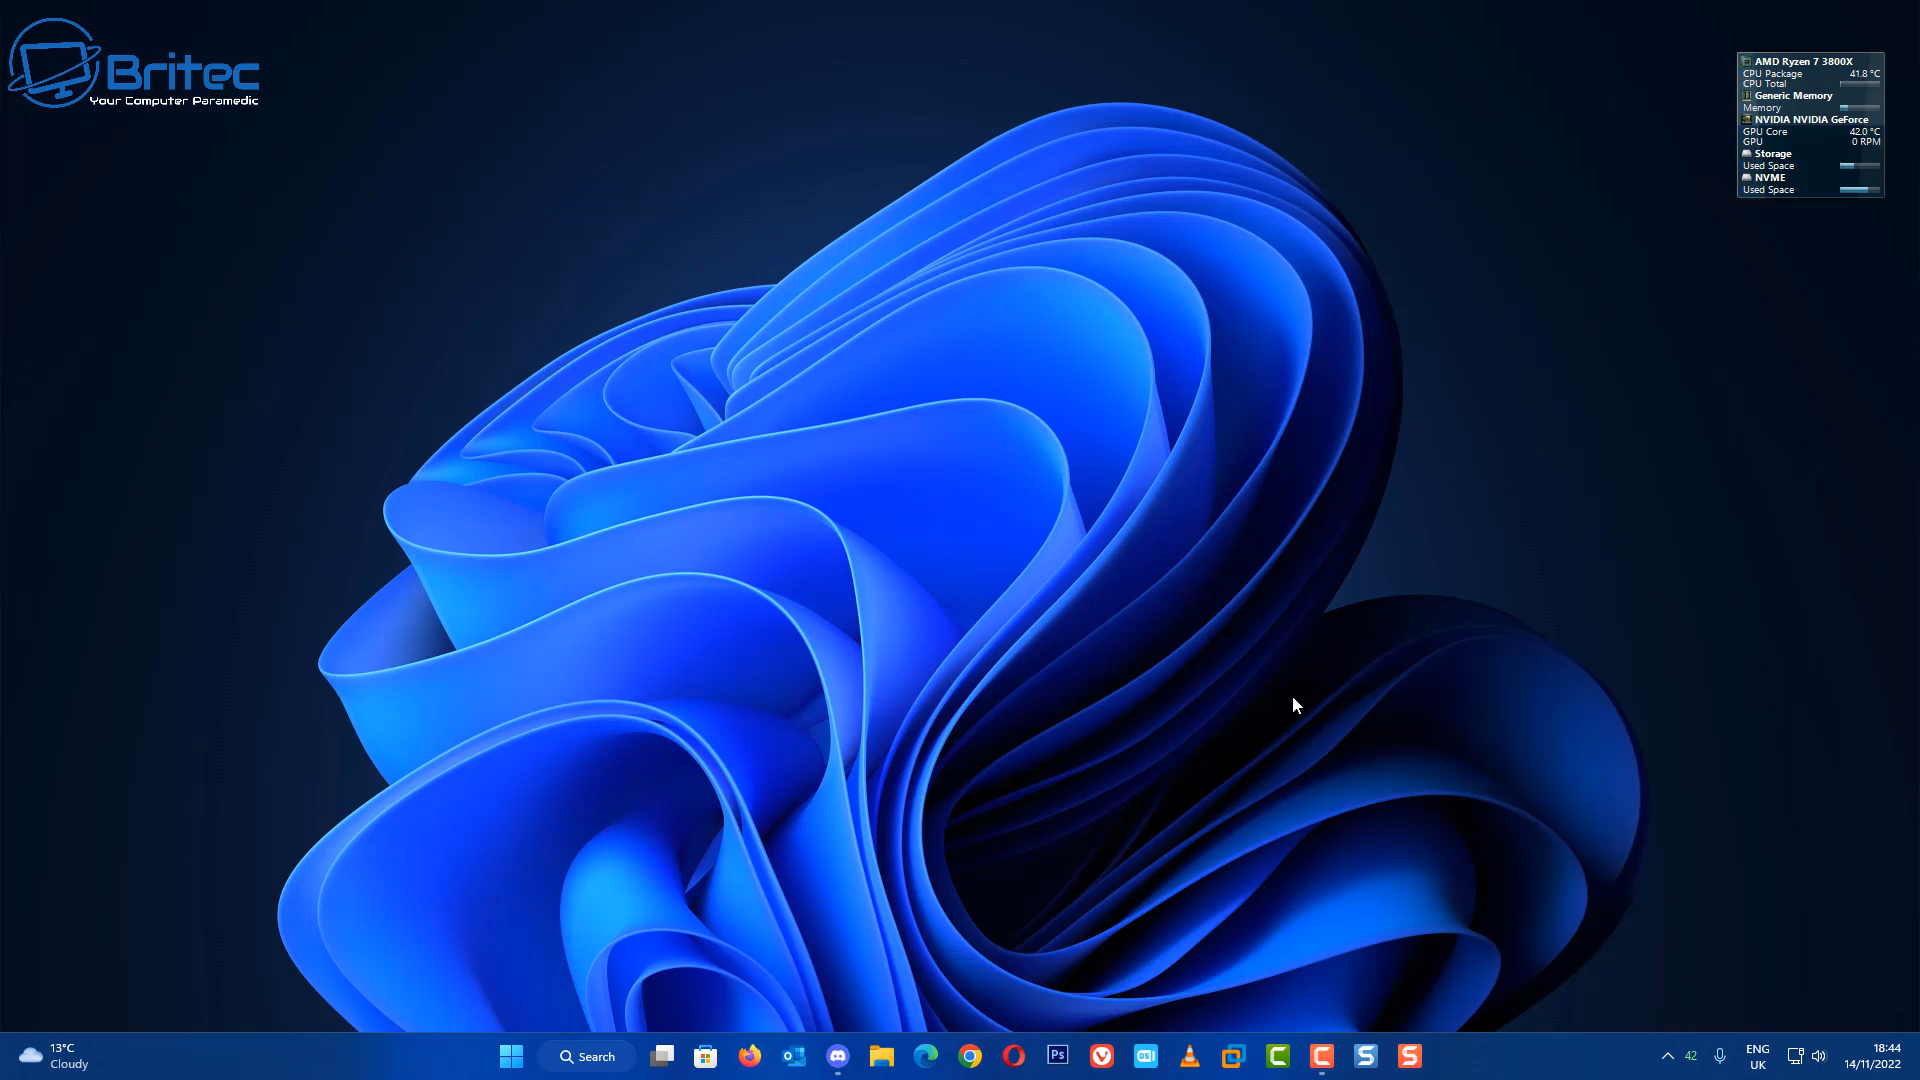 Britec
Your Computer Paramedic
AMD Ryzen 7 3800X
CPU Package 41.8 °C
CPU Total
Generic Memory
Memory
NVIDIA NVIDIA GeForce
GPU Core 42.0 °C
GPU 0 RPM
Storage
Used Space
NVME
Used Space
13°C
Cloudy
Search
Ps
OSI
C
C
S
S
42
ENG
UK
18:44
14/11/2022